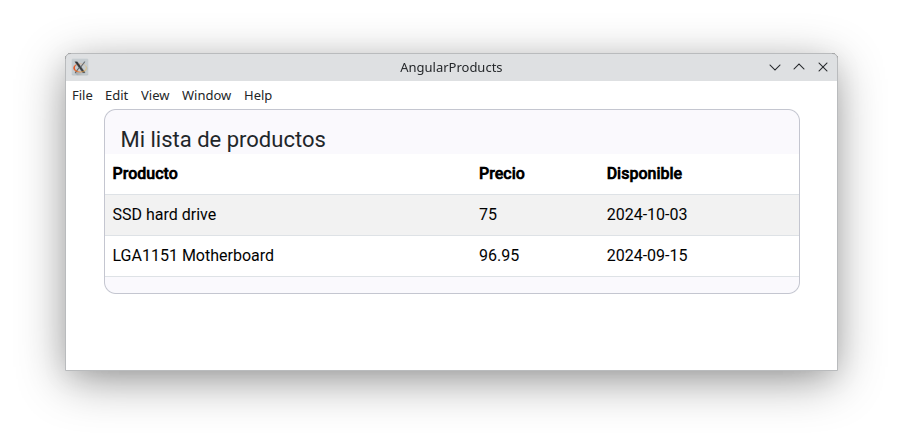 AngularProducts
File Edit View Window Help
Mi lista de productos
Producto Precio Disponible
SSD hard drive 75 2024-10-03
LGA1151 Motherboard 96.95 2024-09-15